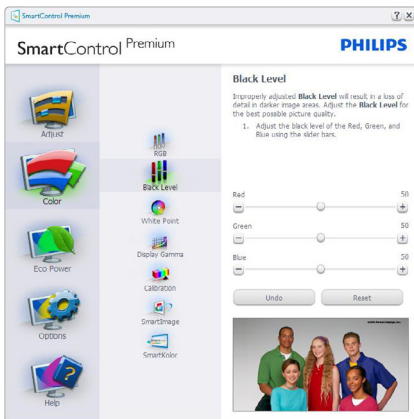 SmartControl Premium
SmartControl Premium
PHILIPS
Adjust
Color
Eco Power
Options
Help
RGB
Black Level
White Point
Display Gamma
Calibration
SmartImage
SmartKolor
Black Level
Improperly adjusted Black Level will result in a loss of
detail in darker image areas. Adjust the Black Level for
the best possible picture quality.
1. Adjust the black level of the Red, Green, and
Blue using the slider bars.
Red 50
Green 50
Blue 50
Undo Reset